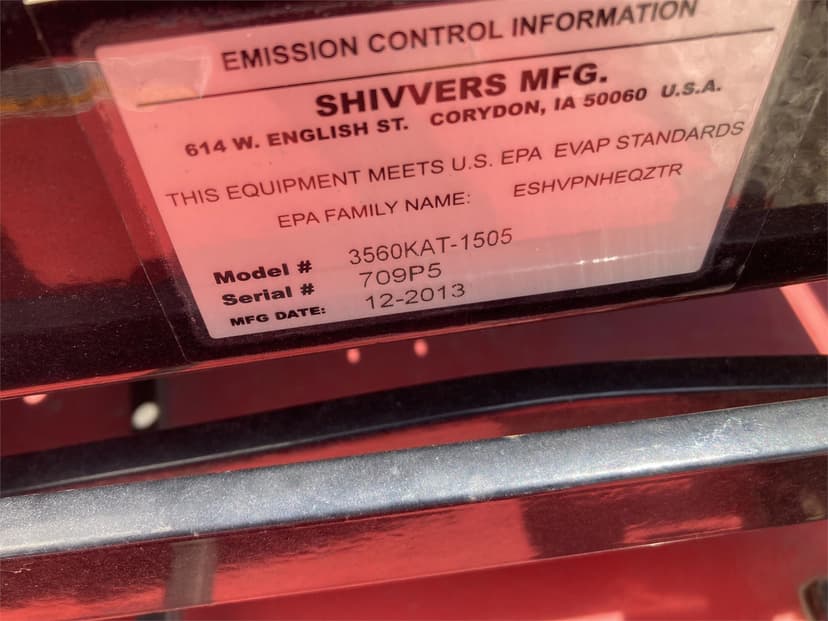 EMISSION CONTROL INFORMATION
SHIVVERS MFG.
614 W. ENGLISH ST. CORYDON, IA 50060 U.S.A.
THIS EQUIPMENT MEETS U.S. EPA EVAP STANDARDS
EPA FAMILY NAME: ESHVPNHEQZTR
Model # 3560KAT-1505
Serial # 709P5
MFG DATE: 12-2013